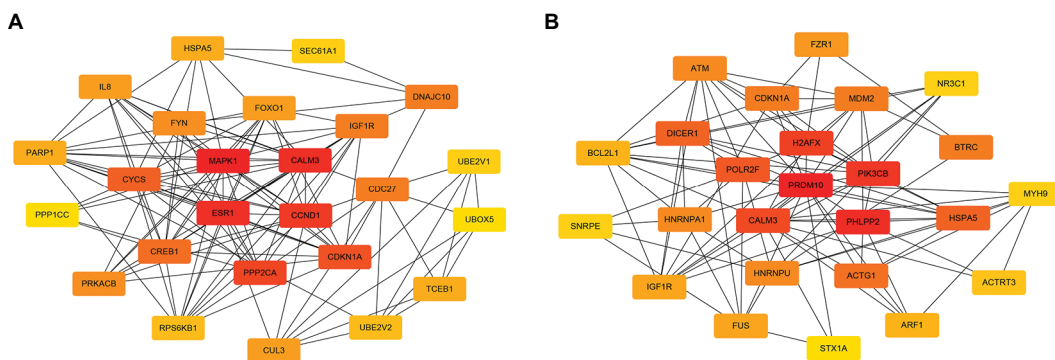 A
HSPA5
SEC61A1
IL8
DNAJC10
FOXO1
FYN
IGF1R
PARP1
MAPK1
CALM3
UBE2V1
CYCS
CDC27
PPP1CC
ESR1
CCND1
UBOX5
CREB1
CDKN1A
PPP2CA
PRKACB
TCEB1
RPS6KB1
UBE2V2
CUL3
B
FZR1
ATM
NR3C1
CDKN1A
MDM2
DICER1
H2AFX
BTRC
BCL2L1
POLR2F
PIK3CB
PRDM10
MYH9
SNRPE
HNRNPA1
CALM3
PHLPP2
HSPA5
HNRNPU
ACTG1
ACTRT3
IGF1R
FUS
ARF1
STX1A